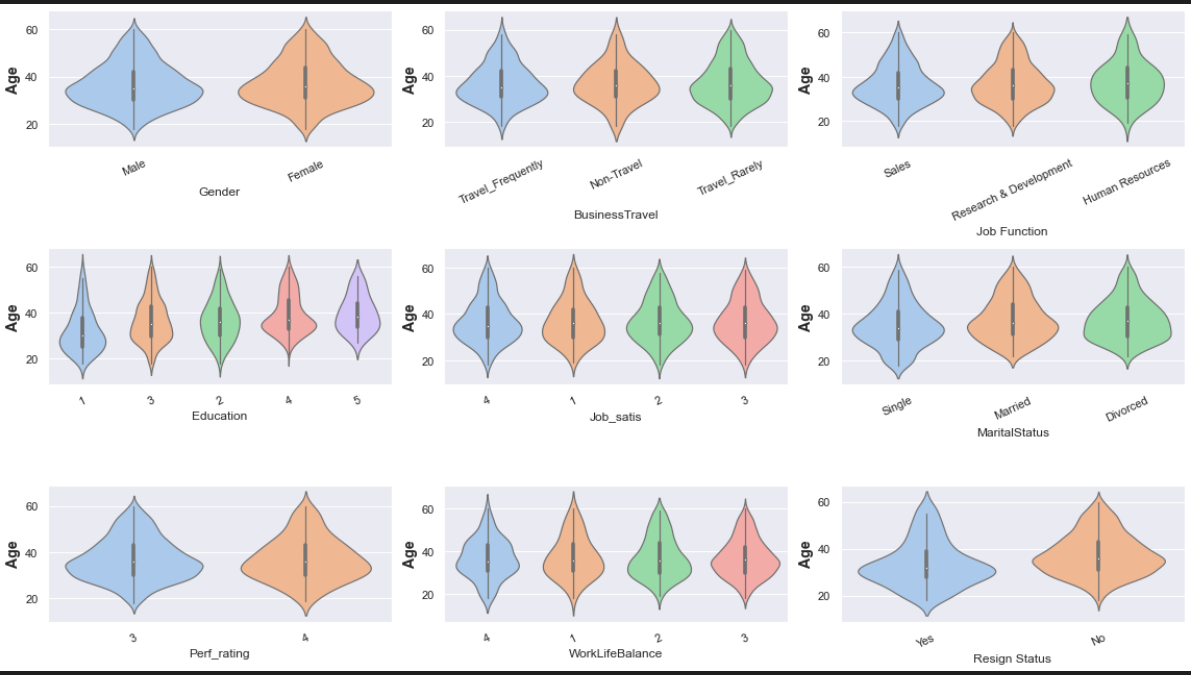 Age
60
40
20
Male
Female
Gender
Age
60
40
20
Travel_Frequently
Non-Travel
Travel_Rarely
BusinessTravel
Age
60
40
20
Sales
Research & Development
Human Resources
Job Function
Age
60
40
20
1
3
2
4
5
Education
Age
60
40
20
4
1
2
3
Job_satis
Age
60
40
20
Single
Married
Divorced
MaritalStatus
Age
60
40
20
3
4
Perf_rating
Age
60
40
20
4
1
2
3
WorkLifeBalance
Age
60
40
20
Yes
No
Resign Status